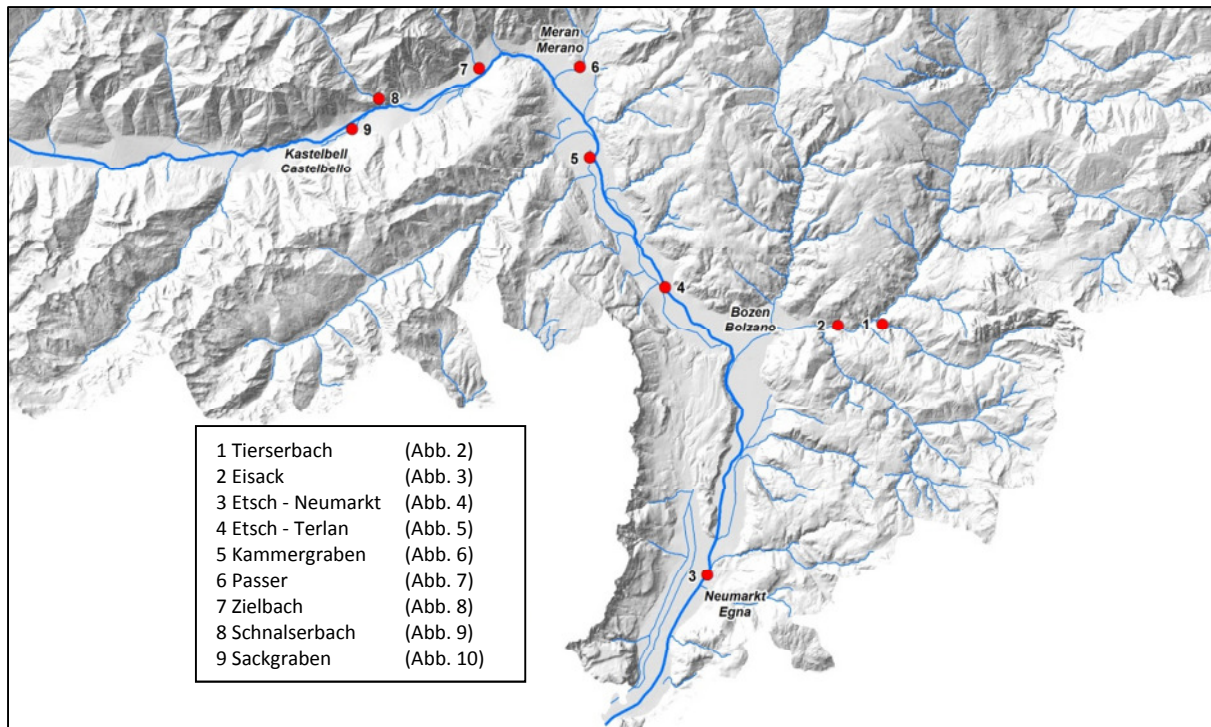 Meran
Merano
7
6
8
9
Kastelbell
Castelbello
5
4
Bozen
Bolzano
2
1
1 Tierserbach (Abb. 2)
2 Eisack (Abb. 3)
3 Etsch - Neumarkt (Abb. 4)
4 Etsch - Terlan (Abb. 5)
5 Kammergraben (Abb. 6)
6 Passer (Abb. 7)
7 Zielbach (Abb. 8)
8 Schnalserbach (Abb. 9)
9 Sackgraben (Abb. 10)
3
Neumarkt
Egna